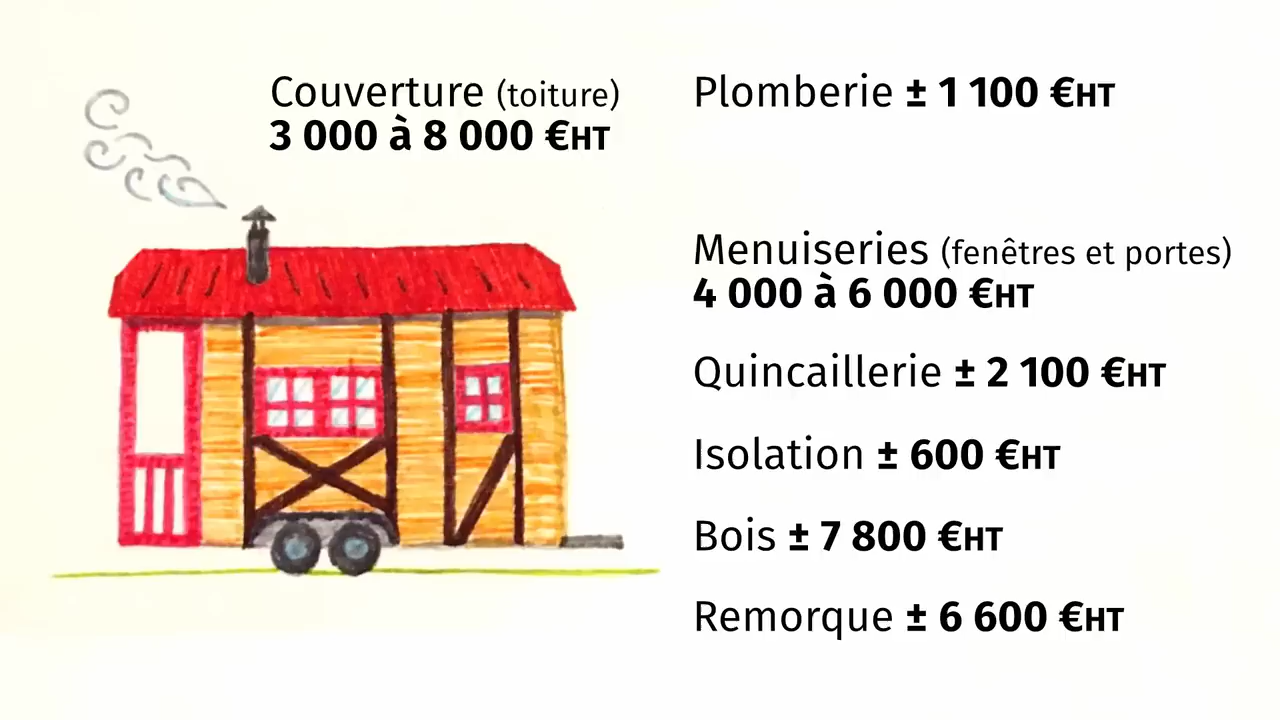 Couverture (toiture)
3 000 à 8 000 €HT
Plomberie ± 1 100 €HT
Menuiseries (fenêtres et portes)
4 000 à 6 000 €HT
Quincaillerie ± 2 100 €HT
Isolation ± 600 €HT
Bois ± 7 800 €HT
Remorque ± 6 600 €HT